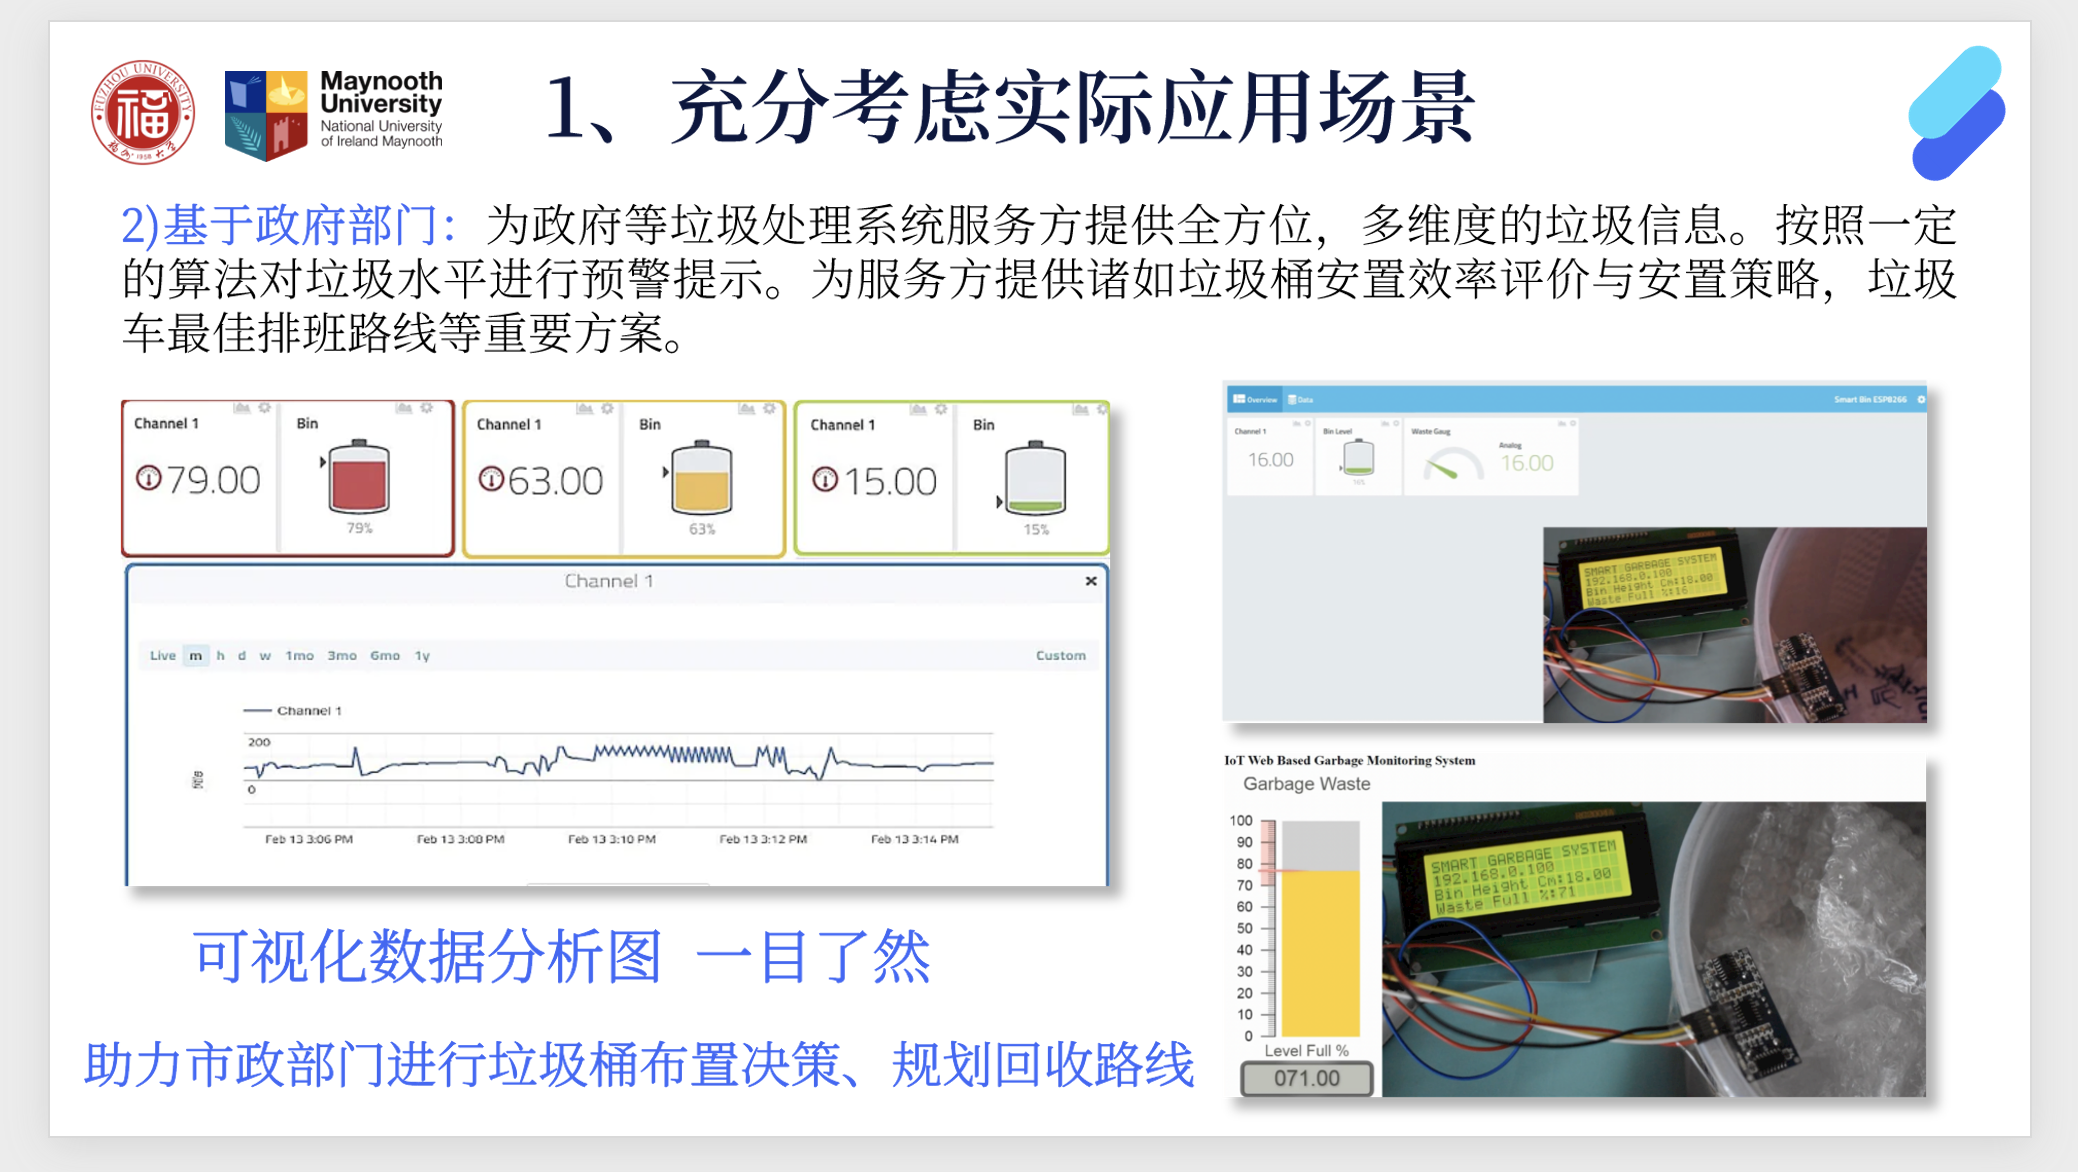 FUZHOU UNIVERSITY
福
1958
Maynooth
University
National University
of Ireland Maynooth
1、充分考虑实际应用场景
2)基于政府部门：为政府等垃圾处理系统服务方提供全方位，多维度的垃圾信息。按照一定
的算法对垃圾水平进行预警提示。为服务方提供诸如垃圾桶安置效率评价与安置策略，垃圾
车最佳排班路线等重要方案。
Channel 1
79.00
Bin
79%
Channel 1
63.00
Bin
63%
Channel 1
15.00
Bin
15%
Channel 1
Live m h d w 1mo 3mo 6mo 1y Custom
Channel 1
200
0
title
Feb 13 3:06 PM Feb 13 3:08 PM Feb 13 3:10 PM Feb 13 3:12 PM Feb 13 3:14 PM
可视化数据分析图 一目了然
助力市政部门进行垃圾桶布置决策、规划回收路线
Overview Data Smart Bin ESP8266
Channel 1
16.00
Bin Level
16%
Waste Gaug
Analog
16.00
SMART GARBAGE SYSTEM
192.168.0.100
Bin Height Cm:18.00
Waste Full %:16
IoT Web Based Garbage Monitoring System
Garbage Waste
100
90
80
70
60
50
40
30
20
10
0
Level Full %
071.00
SMART GARBAGE SYSTEM
192.168.0.100
Bin Height Cm:18.00
Waste Full %:71